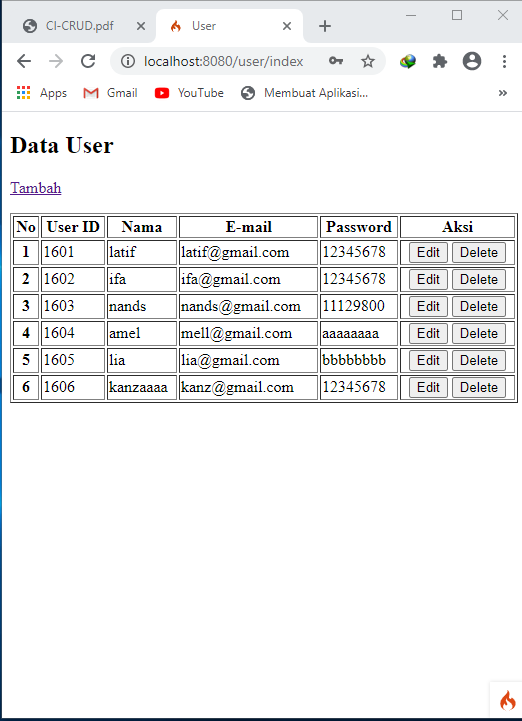 CI-CRUD.pdf User
localhost:8080/user/index
Apps Gmail YouTube Membuat Aplikasi...
Data User
Tambah
No User ID Nama E-mail Password Aksi
1 1601 latif latif@gmail.com 12345678 Edit Delete
2 1602 ifa ifa@gmail.com 12345678 Edit Delete
3 1603 nands nands@gmail.com 11129800 Edit Delete
4 1604 amel mell@gmail.com aaaaaaaa Edit Delete
5 1605 lia lia@gmail.com bbbbbbbb Edit Delete
6 1606 kanzaaaa kanz@gmail.com 12345678 Edit Delete